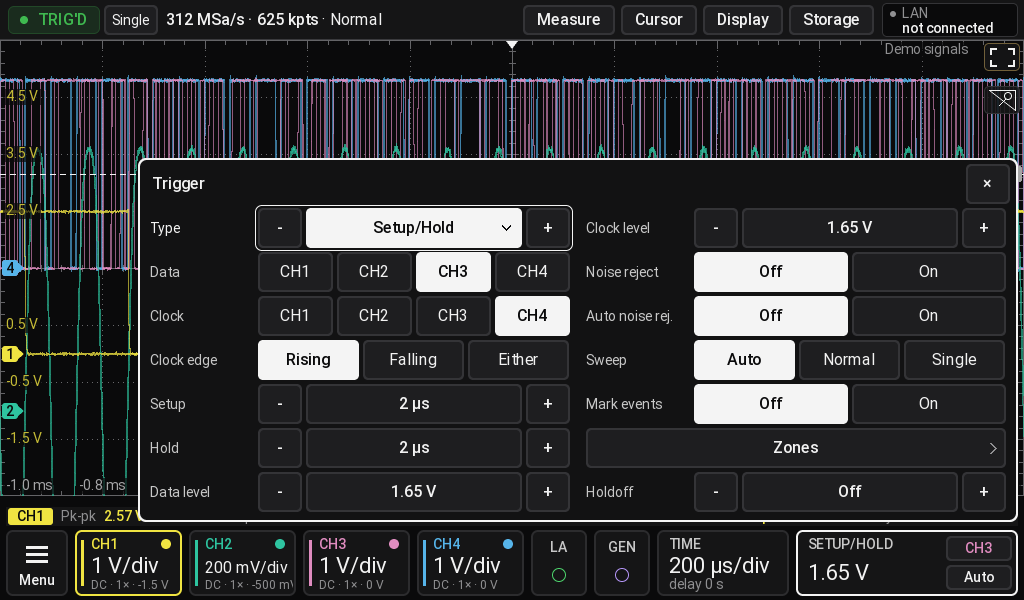 TRIG'D Single 312 MSa/s · 625 kpts · Normal Measure Cursor Display Storage LAN
not connected
Demo signals
4.5 V
3.5 V
2.5 V
4
0.5 V
1
-0.5 V
2
-1.5 V
-1.0 ms -0.8 ms
Trigger ×
Type - Setup/Hold + Clock level - 1.65 V +
Data CH1 CH2 CH3 CH4 Noise reject Off On
Clock CH1 CH2 CH3 CH4 Auto noise rej. Off On
Clock edge Rising Falling Either Sweep Auto Normal Single
Setup - 2 µs + Mark events Off On
Hold - 2 µs + Zones
Data level - 1.65 V + Holdoff - Off +
CH1 Pk-pk 2.57 V
Menu
CH1
1 V/div
DC · 1× · -1.5 V
CH2
200 mV/div
DC · 1× · -500 mV
CH3
1 V/div
DC · 1× · 0 V
CH4
1 V/div
DC · 1× · 0 V
LA
GEN
TIME
200 µs/div
delay 0 s
SETUP/HOLD CH3
1.65 V Auto